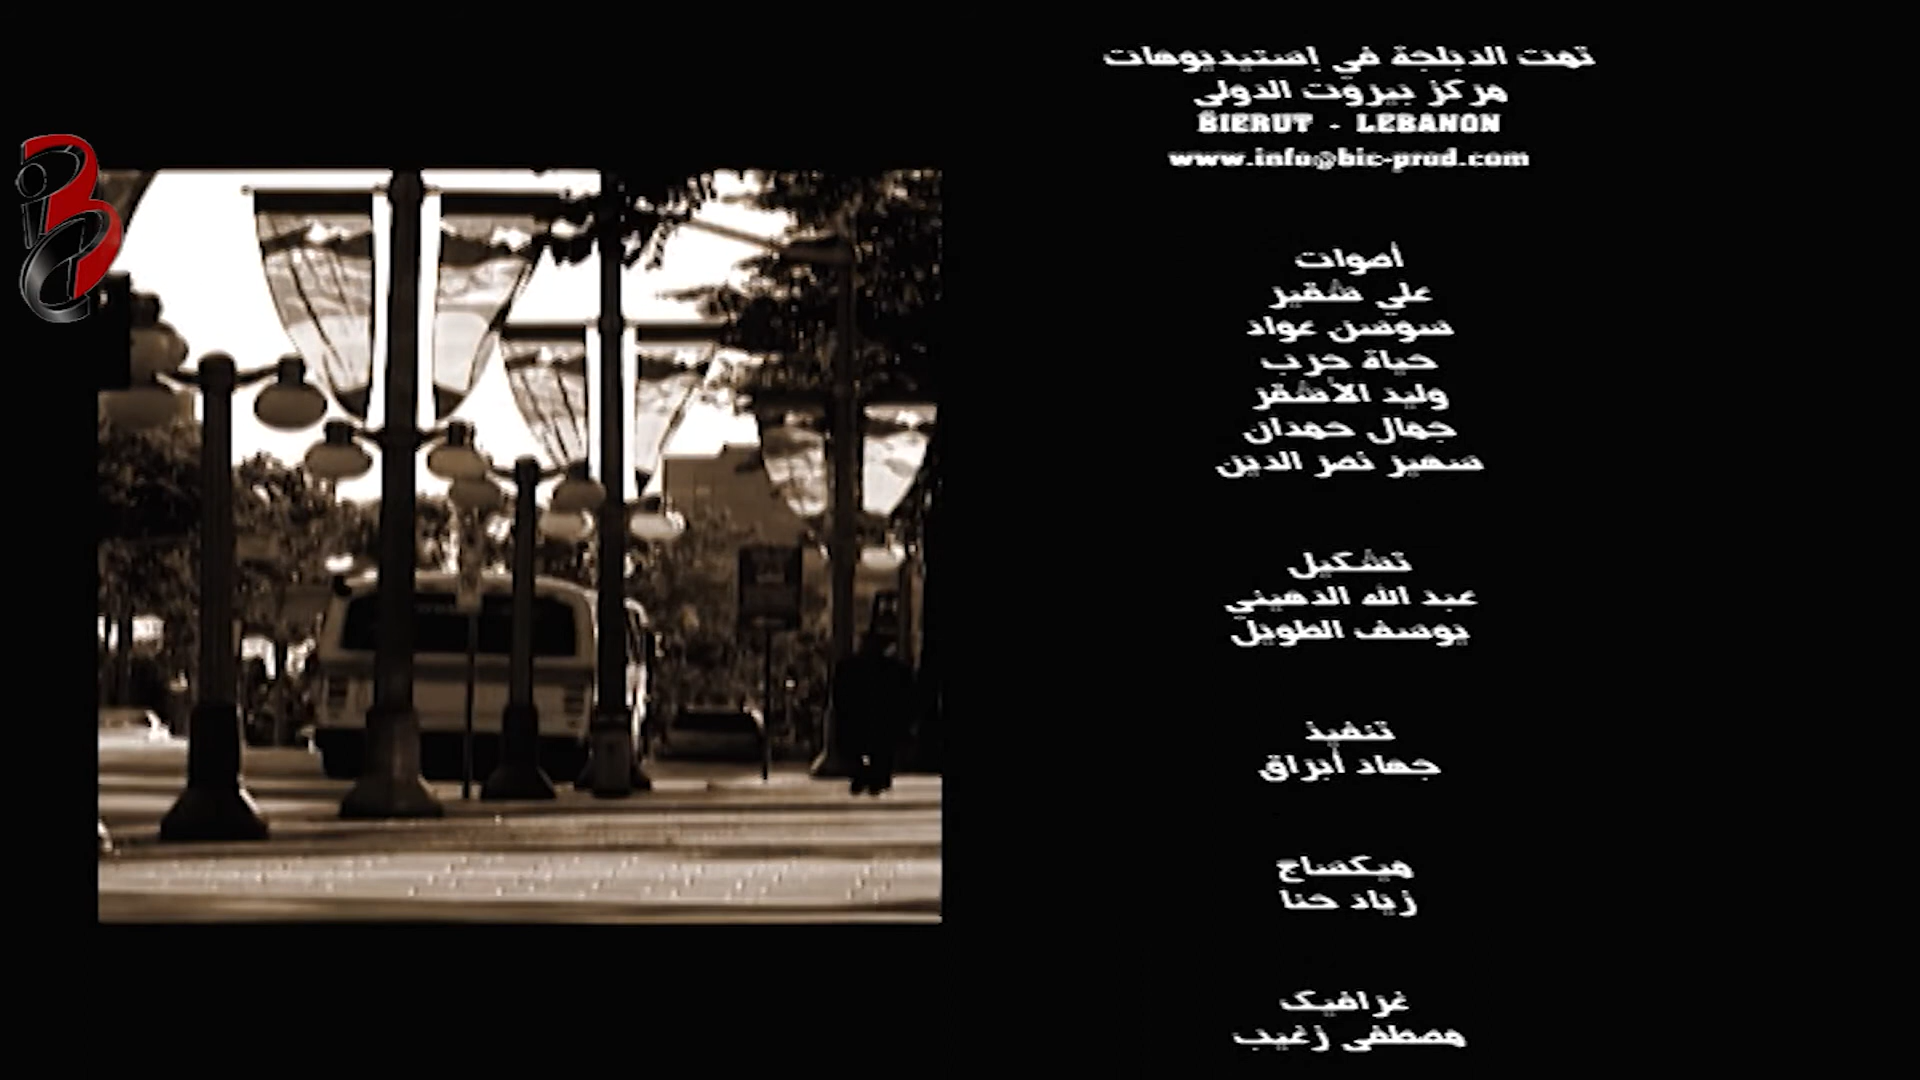 تمت الدبلجة في إستيديوهات
مركز بيروت الدولي
BIERUT - LEBANON
www.info@bic-prod.com
أصوات
علي شقير
سوسن عواد
حياة حرب
وليد الأشقر
جمال حمدان
سمير نصر الدين
تشكيل
عبد الله الدهيني
يوسف الطويل
تنفيذ
جهاد أبراق
ميكساج
زياد حنا
غرافيك
مصطفى زغيب